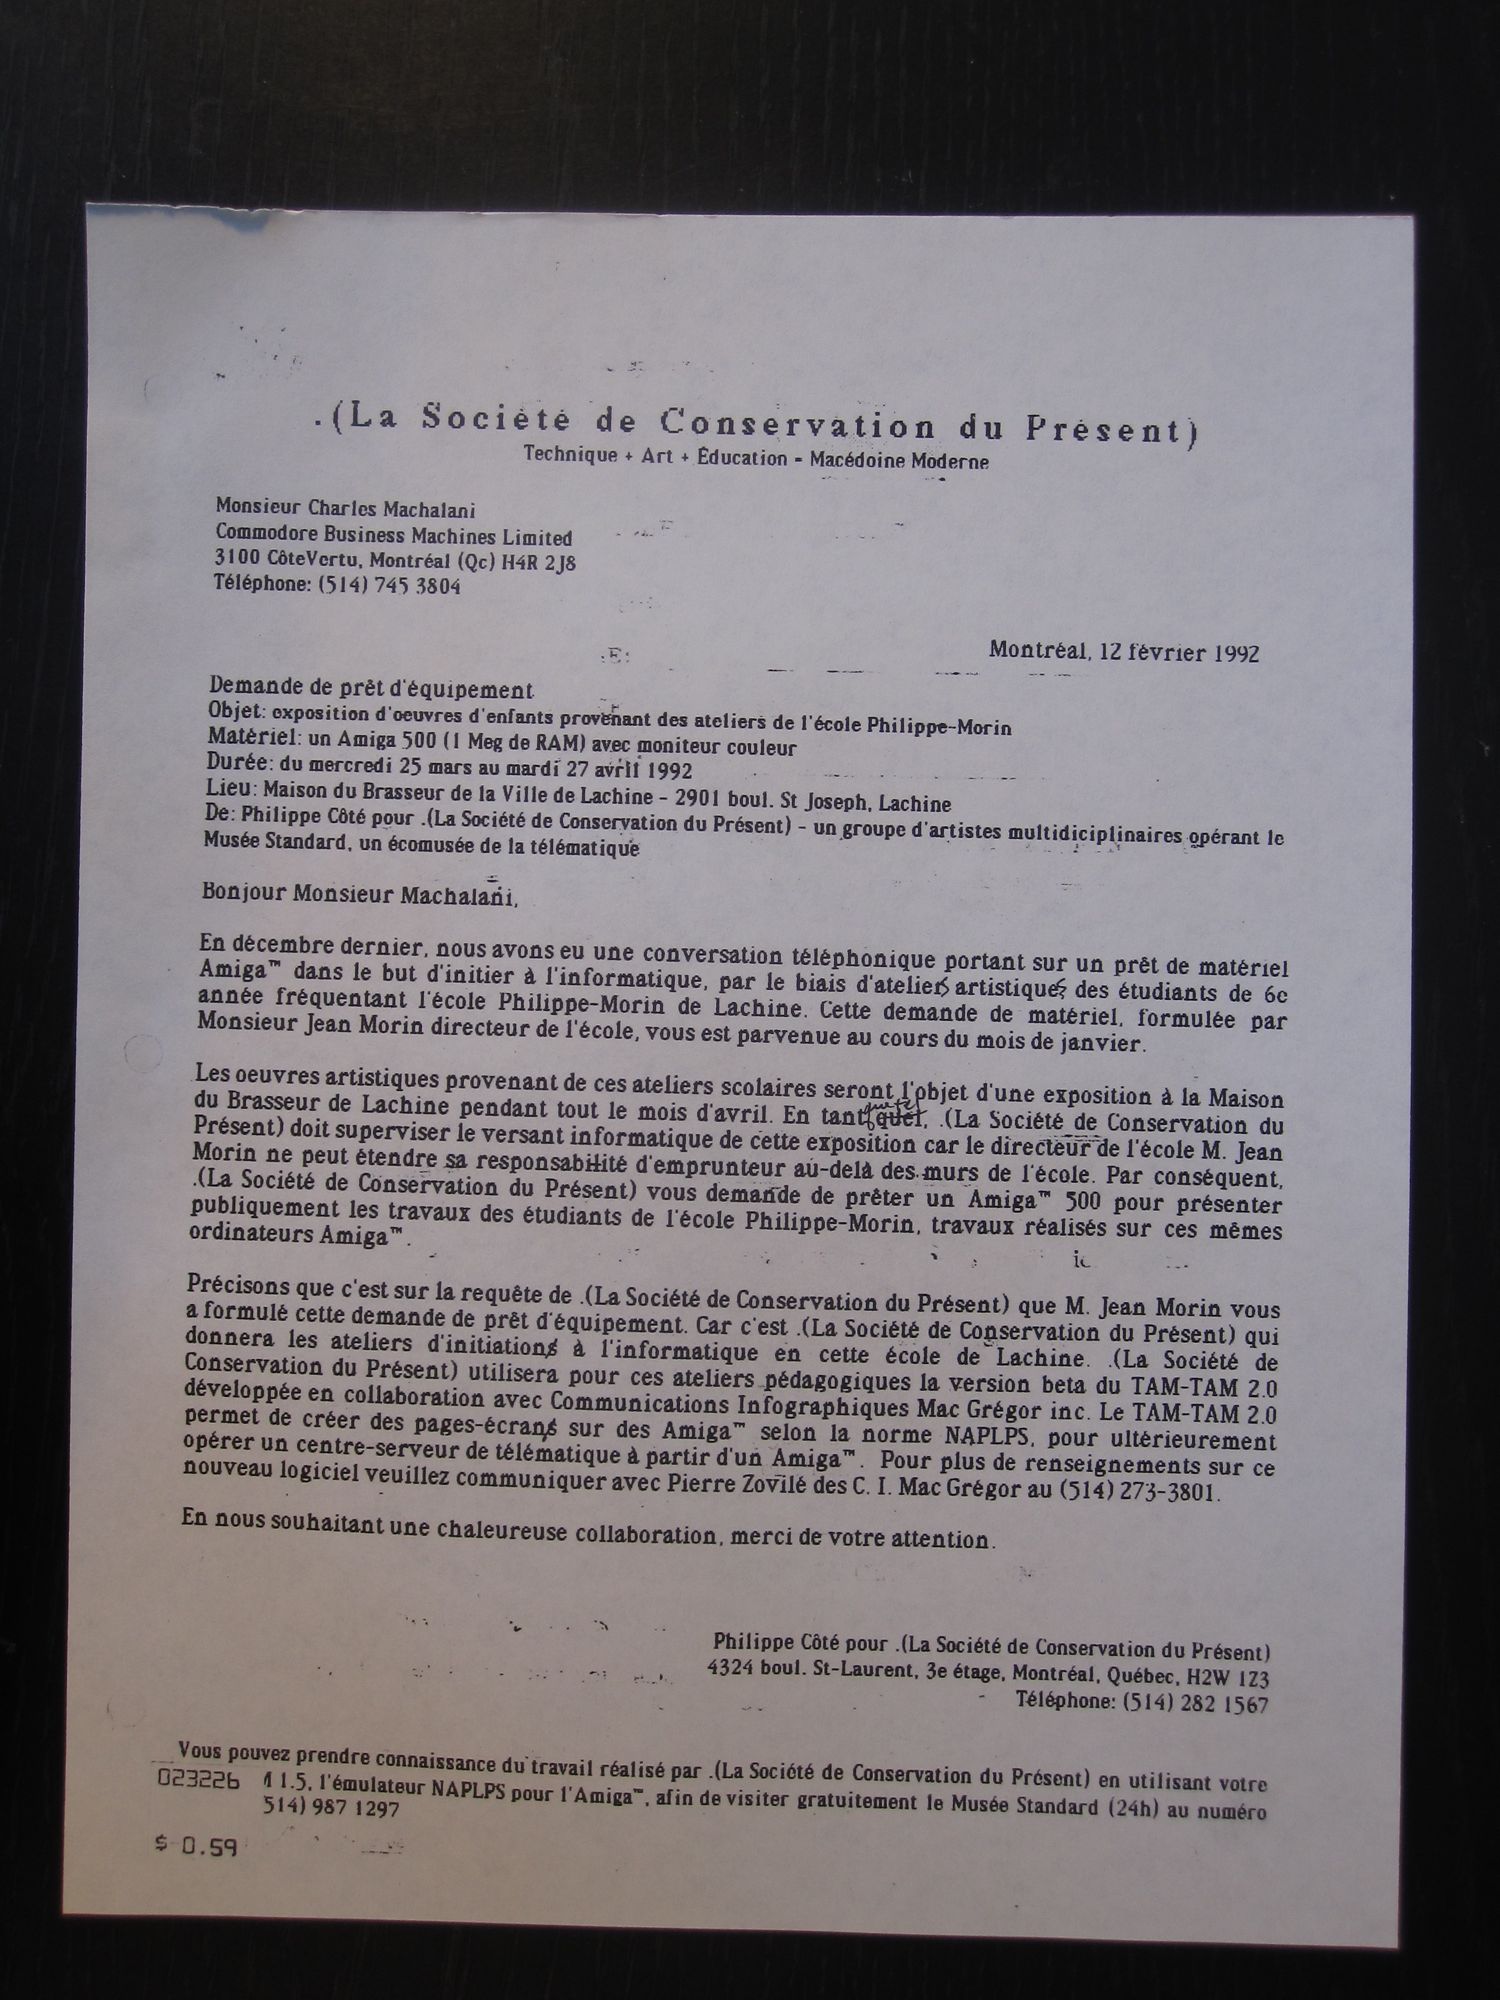 .(La Société de Conservation du Présent)
Technique + Art + Éducation = Macédoine Moderne
Monsieur Charles Machalani
Commodore Business Machines Limited
3100 CôteVertu, Montréal (Qc) H4R 2J8
Téléphone: (514) 745 3804
Montréal, 12 février 1992
Demande de prêt d'équipement
Objet: exposition d'oeuvres d'enfants provenant des ateliers de l'école Philippe-Morin
Matériel: un Amiga 500 (1 Meg de RAM) avec moniteur couleur
Durée: du mercredi 25 mars au mardi 27 avril 1992
Lieu: Maison du Brasseur de la Ville de Lachine - 2901 boul. St Joseph, Lachine
De: Philippe Côté pour .(La Société de Conservation du Présent) - un groupe d'artistes multidiciplinaires opérant le
Musée Standard, un écomusée de la télématique
Bonjour Monsieur Machalani,
En décembre dernier, nous avons eu une conversation téléphonique portant sur un prêt de matériel
Amiga™ dans le but d'initier à l'informatique, par le biais d'ateliers artistiques des étudiants de 6e
année fréquentant l'école Philippe-Morin de Lachine. Cette demande de matériel, formulée par
Monsieur Jean Morin directeur de l'école, vous est parvenue au cours du mois de janvier.
Les oeuvres artistiques provenant de ces ateliers scolaires seront l'objet d'une exposition à la Maison
du Brasseur de Lachine pendant tout le mois d'avril. En tant que tel, .(La Société de Conservation du
Présent) doit superviser le versant informatique de cette exposition car le directeur de l'école M. Jean
Morin ne peut étendre sa responsabilité d'emprunteur au-delà des murs de l'école. Par conséquent,
.(La Société de Conservation du Présent) vous demande de prêter un Amiga™ 500 pour présenter
publiquement les travaux des étudiants de l'école Philippe-Morin, travaux réalisés sur ces mêmes
ordinateurs Amiga™.
Précisons que c'est sur la requête de .(La Société de Conservation du Présent) que M. Jean Morin vous
a formulé cette demande de prêt d'équipement. Car c'est .(La Société de Conservation du Présent) qui
donnera les ateliers d'initiations à l'informatique en cette école de Lachine. .(La Société de
Conservation du Présent) utilisera pour ces ateliers pédagogiques la version beta du TAM-TAM 2.0
développée en collaboration avec Communications Infographiques Mac Grégor inc. Le TAM-TAM 2.0
permet de créer des pages-écrans sur des Amiga™ selon la norme NAPLPS, pour ultérieurement
opérer un centre-serveur de télématique à partir d'un Amiga™. Pour plus de renseignements sur ce
nouveau logiciel veuillez communiquer avec Pierre Zovilé des C. I. Mac Grégor au (514) 273-3801.
En nous souhaitant une chaleureuse collaboration, merci de votre attention.
Philippe Côté pour .(La Société de Conservation du Présent)
4324 boul. St-Laurent, 3e étage, Montréal, Québec, H2W 1Z3
Téléphone: (514) 282 1567
Vous pouvez prendre connaissance du travail réalisé par .(La Société de Conservation du Présent) en utilisant votre
023226 1.5, l'émulateur NAPLPS pour l'Amiga™, afin de visiter gratuitement le Musée Standard (24h) au numéro
514) 987 1297
$ 0.59